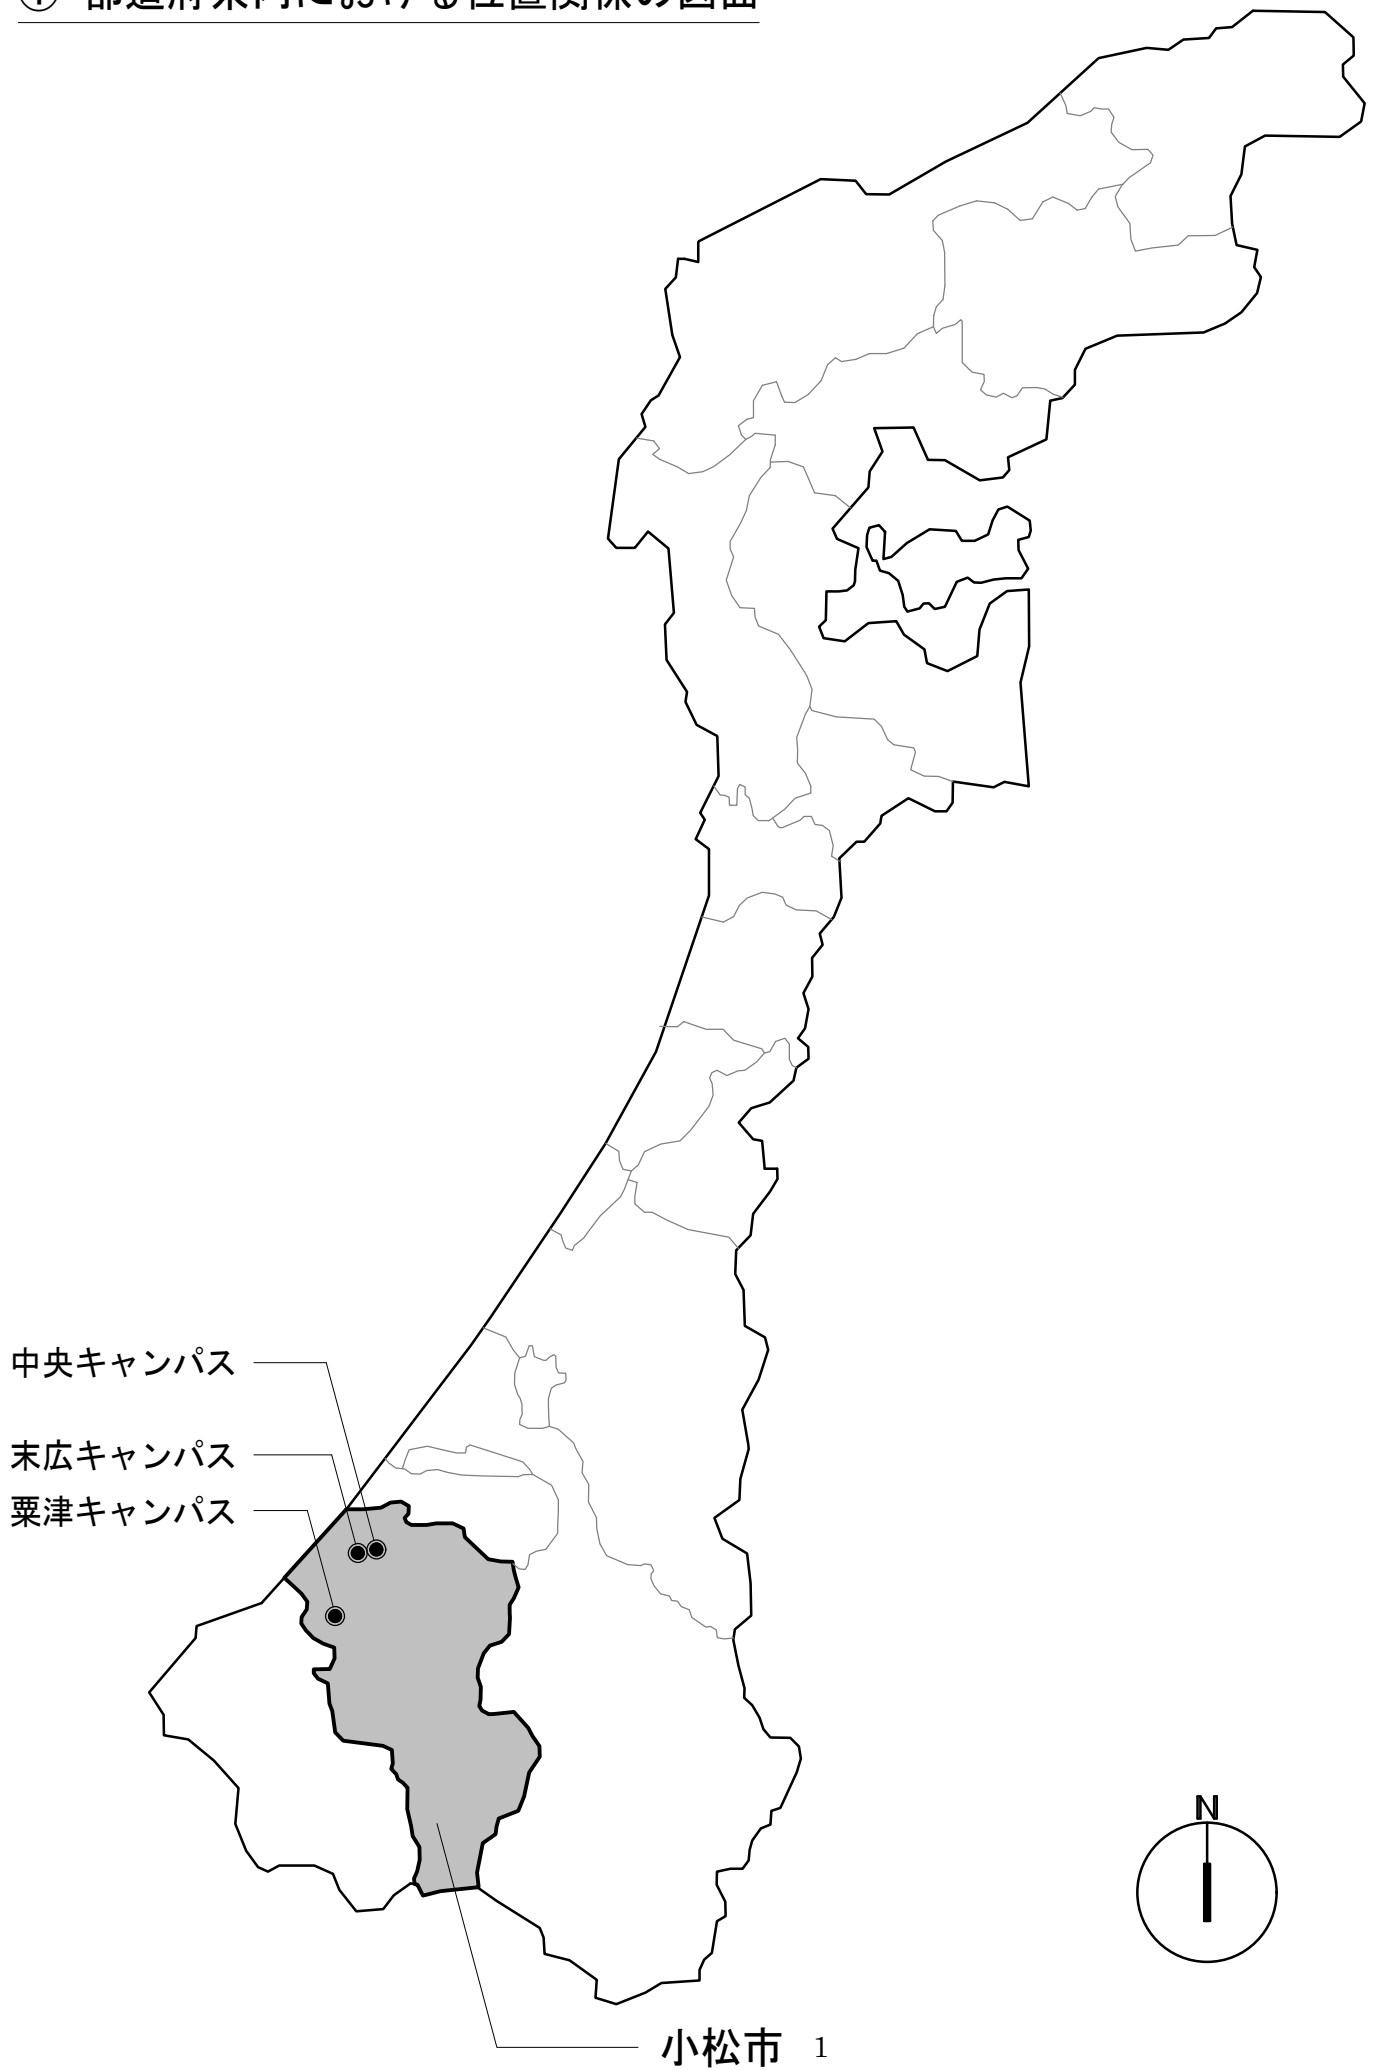 ① 都道府県内における位置関係の図面
中央キャンパス
末広キャンパス
粟津キャンパス
N
小松市 1